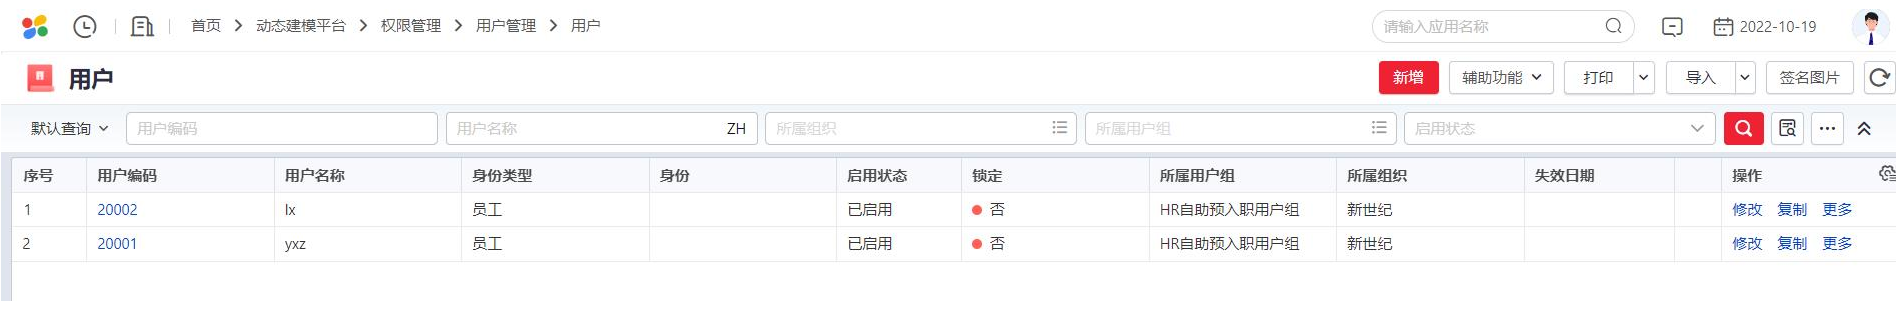 首页 动态建模平台 权限管理 用户管理 用户 请输入应用名称 2022-10-19
用户 新增 辅助功能 打印 导入 签名图片
默认查询 用户编码 用户名称 ZH 所属组织 所属用户组 启用状态
序号 用户编码 用户名称 身份类型 身份 启用状态 锁定 所属用户组 所属组织 失效日期 操作
1 20002 lx 员工 已启用 否 HR自助预入职用户组 新世纪 修改 复制 更多
2 20001 yxz 员工 已启用 否 HR自助预入职用户组 新世纪 修改 复制 更多